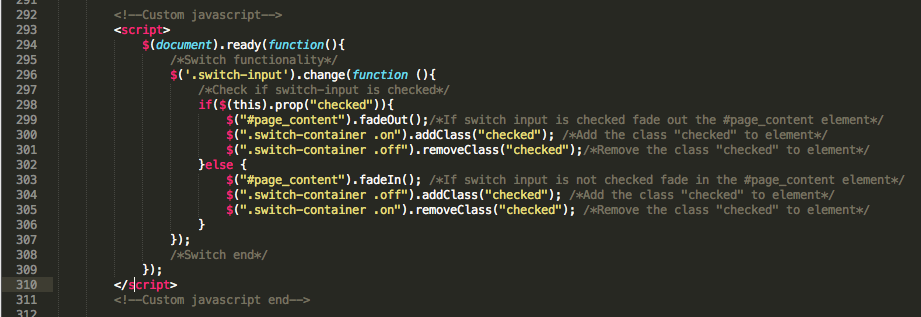 292 <!--Custom javascript-->
293 <script>
294 $(document).ready(function(){
295 /*Switch functionality*/
296 $('.switch-input').change(function (){
297 /*Check if switch-input is checked*/
298 if($(this).prop("checked")){
299 $("#page_content").fadeOut();/*If switch input is checked fade out the #page_content element*/
300 $(".switch-container .on").addClass("checked"); /*Add the class "checked" to element*/
301 $(".switch-container .off").removeClass("checked");/*Remove the class "checked" to element*/
302 }else {
303 $("#page_content").fadeIn(); /*If switch input is not checked fade in the #page_content element*/
304 $(".switch-container .off").addClass("checked"); /*Add the class "checked" to element*/
305 $(".switch-container .on").removeClass("checked"); /*Remove the class "checked" to element*/
306 }
307 });
308 /*Switch end*/
309 });
310 </script>
311 <!--Custom javascript end-->
312